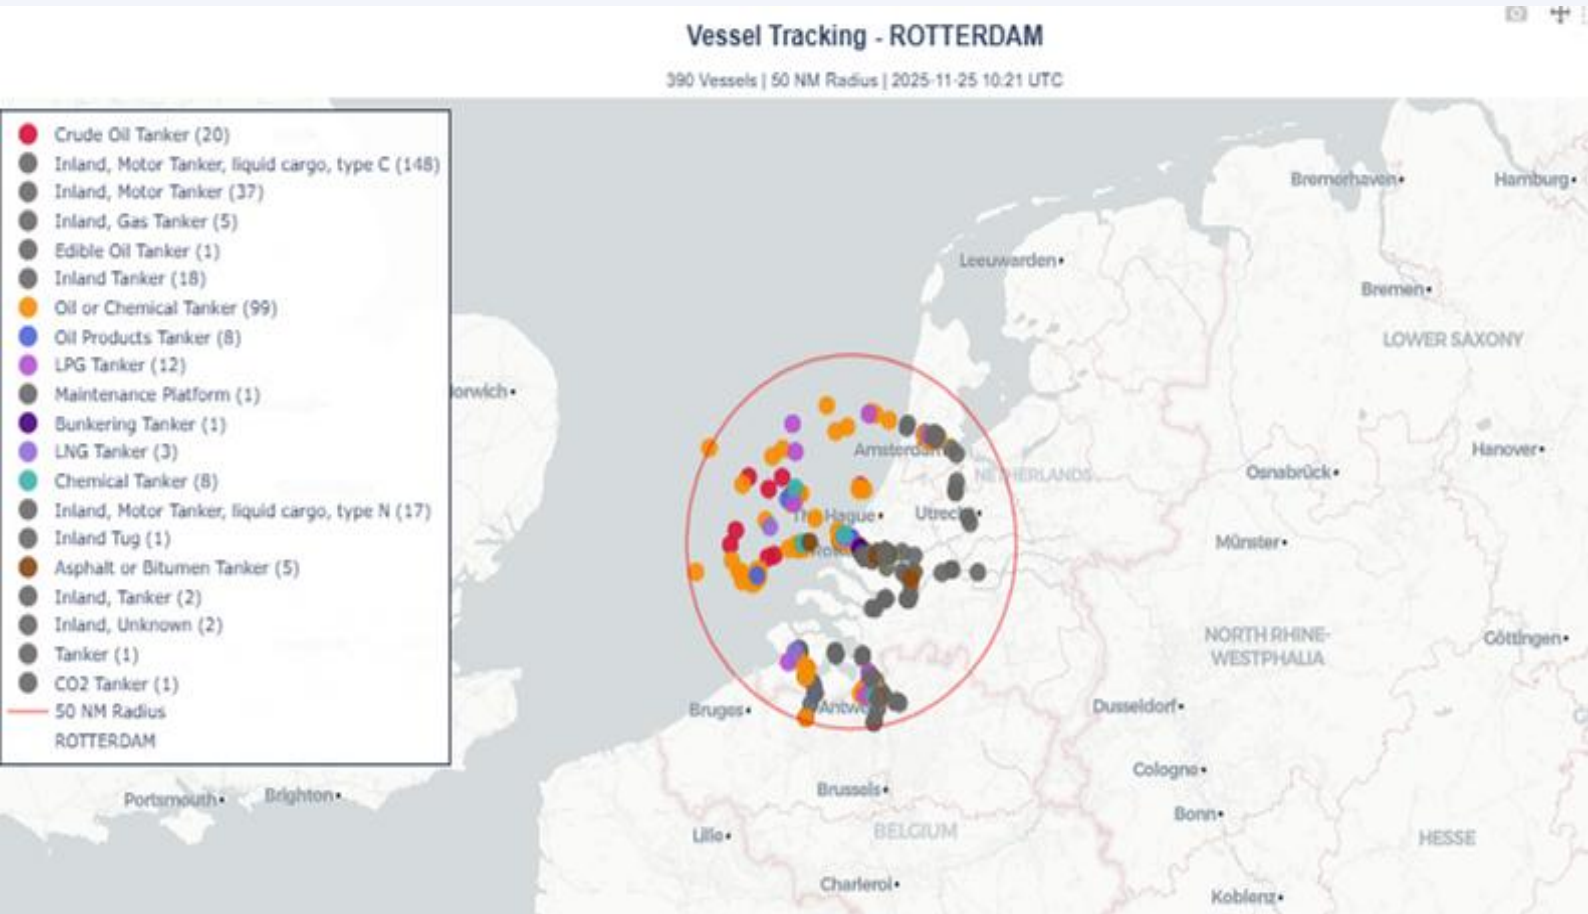 Vessel Tracking - ROTTERDAM
390 Vessels | 50 NM Radius | 2025-11-25 10:21 UTC
Crude Oil Tanker (20)
Inland, Motor Tanker, liquid cargo, type C (148)
Inland, Motor Tanker (37)
Inland, Gas Tanker (5)
Edible Oil Tanker (1)
Inland Tanker (18)
Oil or Chemical Tanker (99)
Oil Products Tanker (8)
LPG Tanker (12)
Maintenance Platform (1)
Bunkering Tanker (1)
LNG Tanker (3)
Chemical Tanker (8)
Inland, Motor Tanker, liquid cargo, type N (17)
Inland Tug (1)
Asphalt or Bitumen Tanker (5)
Inland, Tanker (2)
Inland, Unknown (2)
Tanker (1)
CO2 Tanker (1)
50 NM Radius
ROTTERDAM
Bremerhaven
Hamburg
Leeuwarden
Bremen
LOWER SAXONY
orwich
Amsterdam
Hanover
NETHERLANDS
Osnabrück
The Hague
Utrecht
Münster
NORTH RHINE-
WESTPHALIA
Göttingen
Bruges
Antw
Dusseldorf
Cologne
Brussels
Portsmouth
Brighton
Bonn
Lille
BELGIUM
HESSE
Charleroi
Koblenz